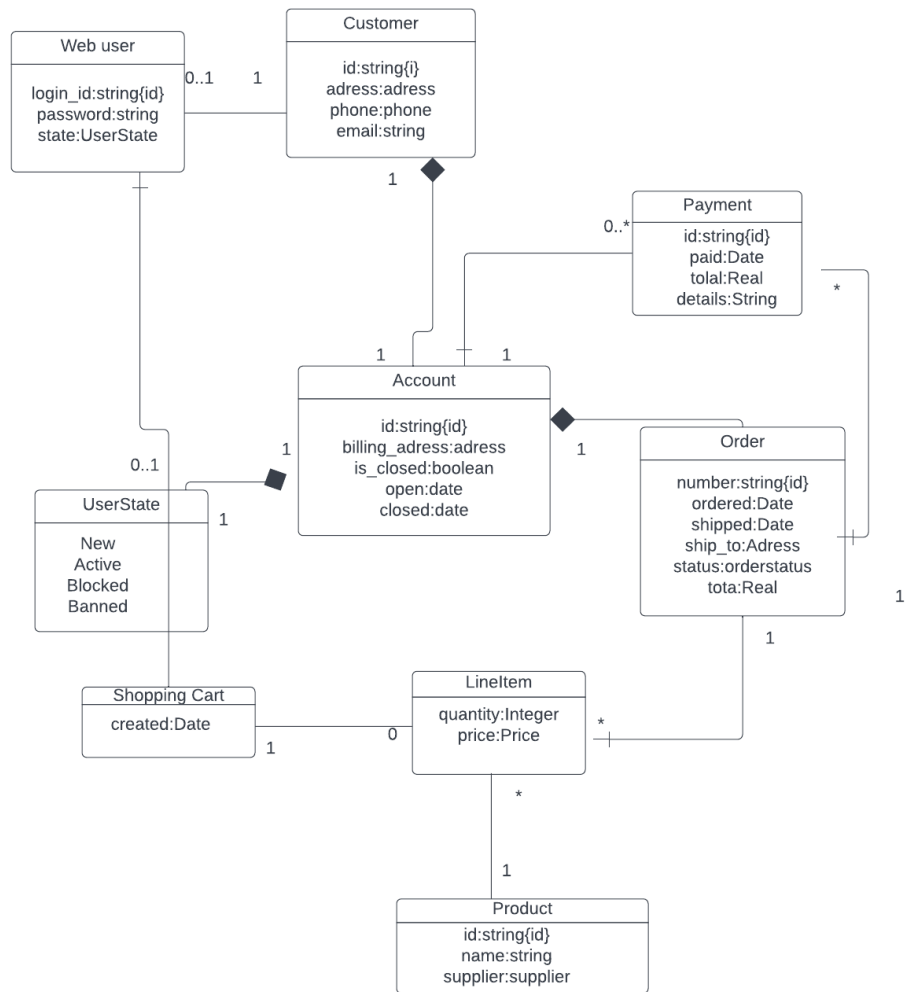 Web user
login_id:string{id}
password:string
state:UserState
0..1
1
Customer
id:string{i}
adress:adress
phone:phone
email:string
1
Payment
id:string{id}
paid:Date
tolal:Real
details:String
0..*
*
1
1
Account
id:string{id}
billing_adress:adress
is_closed:boolean
open:date
closed:date
1
1
Order
number:string{id}
ordered:Date
shipped:Date
ship_to:Adress
status:orderstatus
tota:Real
1
1
0..1
UserState
New
Active
Blocked
Banned
1
Shopping Cart
created:Date
1
0
LineItem
quantity:Integer
price:Price
*
*
1
Product
id:string{id}
name:string
supplier:supplier